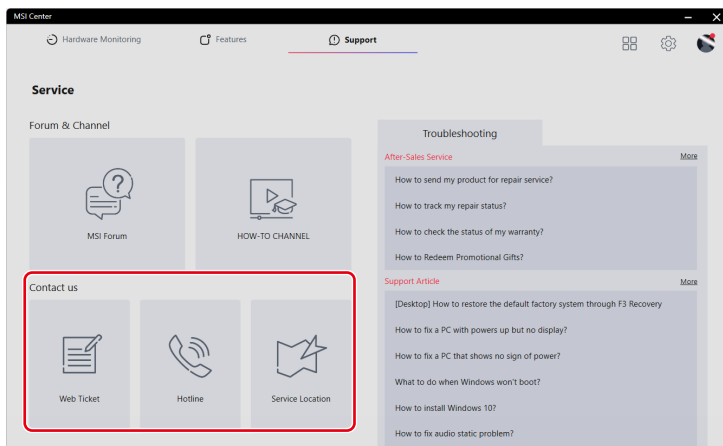 MSI Center
Hardware Monitoring
Features
Support
Service
Forum & Channel
MSI Forum
HOW-TO CHANNEL
Contact us
Web Ticket
Hotline
Service Location
Troubleshooting
After-Sales Service
More
How to send my product for repair service?
How to track my repair status?
How to check the status of my warranty?
How to Redeem Promotional Gifts?
Support Article
More
[Desktop] How to restore the default factory system through F3 Recovery
How to fix a PC with powers up but no display?
How to fix a PC that shows no sign of power?
What to do when Windows won't boot?
How to install Windows 10?
How to fix audio static problem?